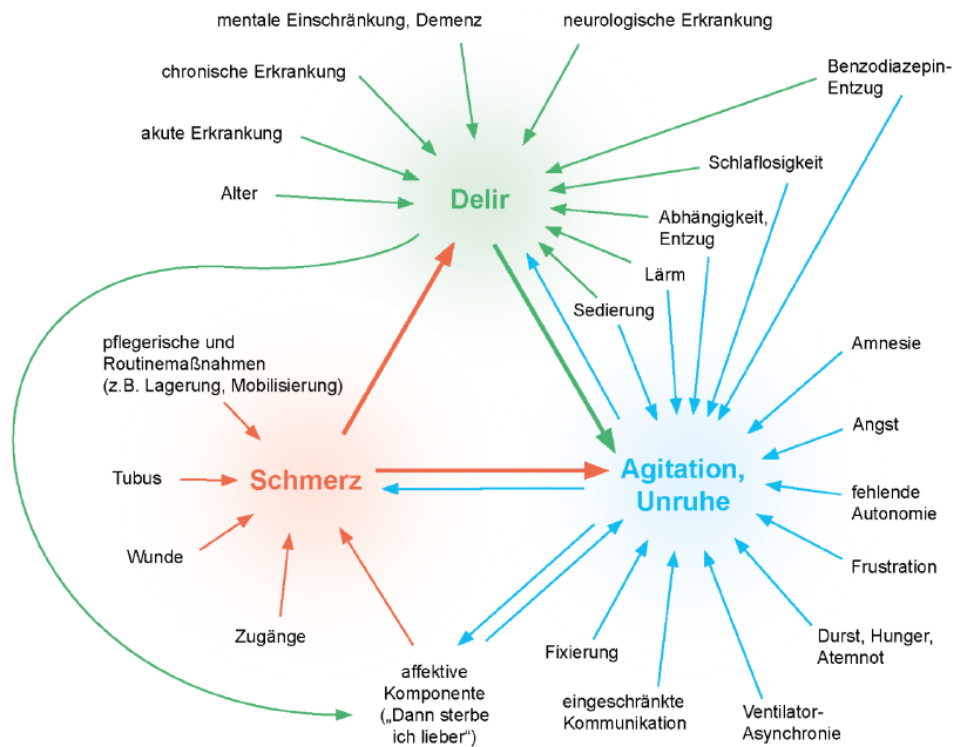 mentale Einschränkung, Demenz
neurologische Erkrankung
chronische Erkrankung
Benzodiazepin-
Entzug
akute Erkrankung
Schlaflosigkeit
Alter
Delir
Abhängigkeit,
Entzug
Lärm
Sedierung
pflegerische und
Routinemaßnahmen
(z.B. Lagerung, Mobilisierung)
Amnesie
Angst
Tubus
Schmerz
Agitation,
Unruhe
fehlende
Autonomie
Wunde
Frustration
Zugänge
affektive
Komponente
(„Dann sterbe
ich lieber“)
Fixierung
eingeschränkte
Kommunikation
Ventilator-
Asynchronie
Durst, Hunger,
Atemnot